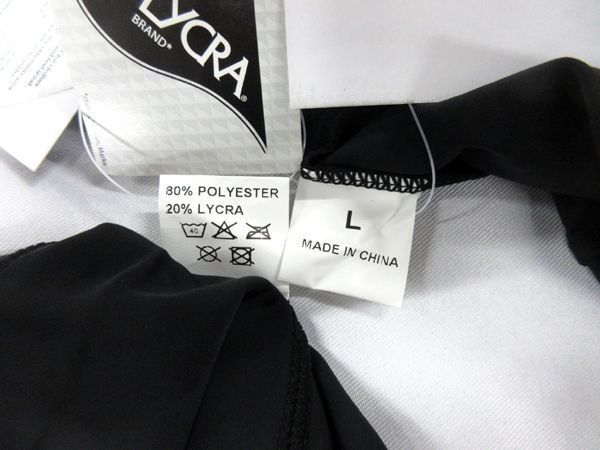 LYCRA
BRAND*
80% POLYESTER
20% LYCRA
40
L
MADE IN CHINA